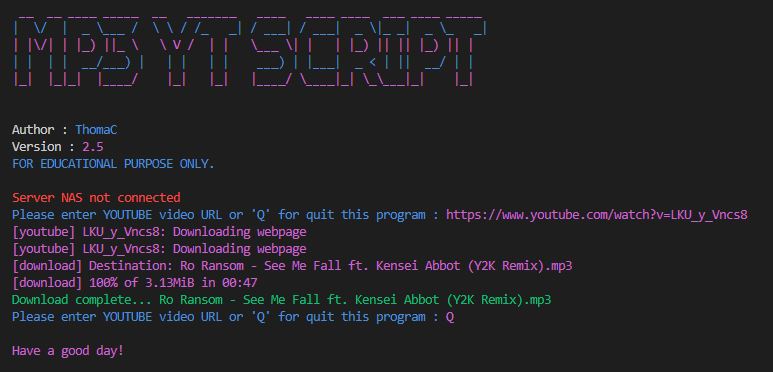 MP3 YT SCRIPT
Author : ThomaC
Version : 2.5
FOR EDUCATIONAL PURPOSE ONLY.
Server NAS not connected
Please enter YOUTUBE video URL or 'Q' for quit this program : https://www.youtube.com/watch?v=LKU_y_Vncs8
[youtube] LKU_y_Vncs8: Downloading webpage
[youtube] LKU_y_Vncs8: Downloading webpage
[download] Destination: Ro Ransom - See Me Fall ft. Kensei Abbot (Y2K Remix).mp3
[download] 100% of 3.13MiB in 00:47
Download complete... Ro Ransom - See Me Fall ft. Kensei Abbot (Y2K Remix).mp3
Please enter YOUTUBE video URL or 'Q' for quit this program : Q
Have a good day!